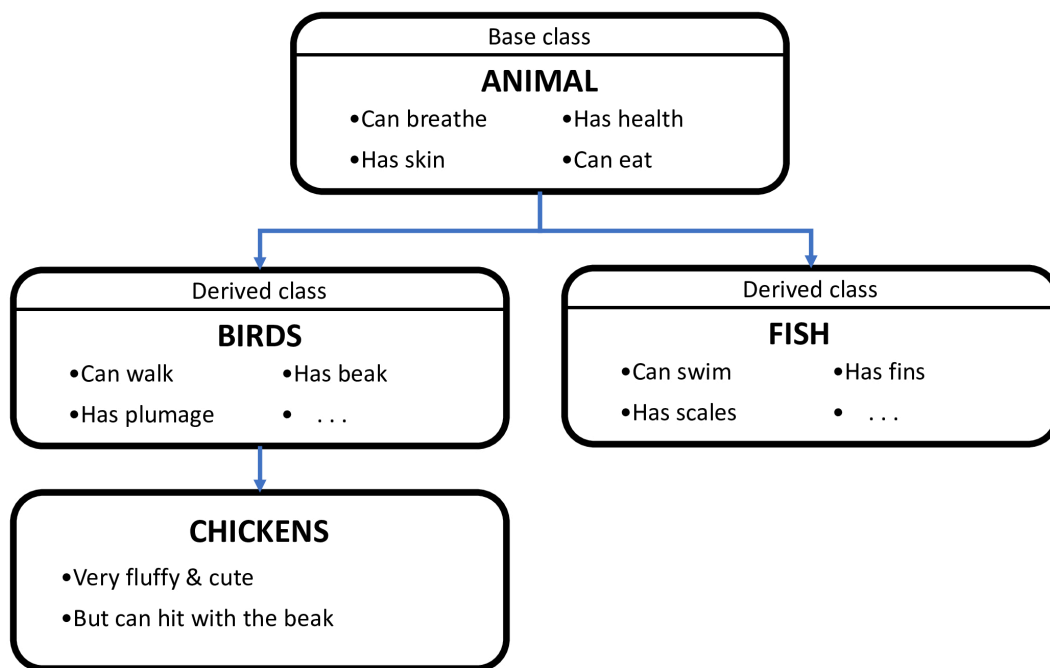 Base class
ANIMAL
•Can breathe •Has health
•Has skin •Can eat
Derived class
BIRDS
•Can walk •Has beak
•Has plumage • . . .
Derived class
FISH
•Can swim •Has fins
•Has scales • . . .
CHICKENS
•Very fluffy & cute
•But can hit with the beak